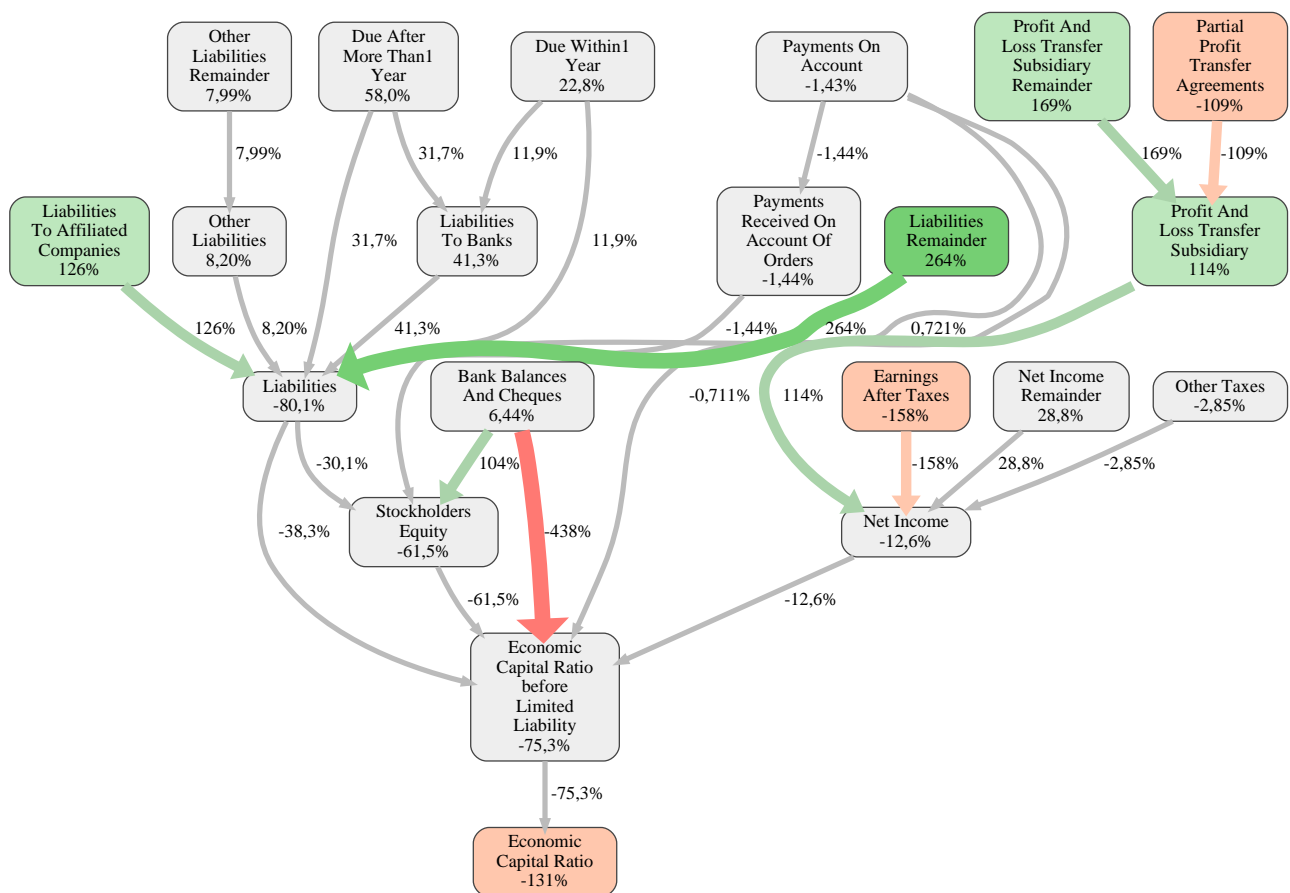 Other
Liabilities
Remainder
7,99%
Due After
More Than1
Year
58,0%
Due Within1
Year
22,8%
Payments On
Account
-1,43%
Profit And
Loss Transfer
Subsidiary
Remainder
169%
Partial
Profit
Transfer
Agreements
-109%
7,99%
31,7%
11,9%
-1,44%
169%
-109%
Liabilities
To Affiliated
Companies
126%
Other
Liabilities
8,20%
31,7%
Liabilities
To Banks
41,3%
11,9%
Payments
Received On
Account Of
Orders
-1,44%
Liabilities
Remainder
264%
Profit And
Loss Transfer
Subsidiary
114%
126%
8,20%
41,3%
-1,44%
264%
0,721%
Liabilities
-80,1%
Bank Balances
And Cheques
6,44%
-0,711%
114%
Earnings
After Taxes
-158%
Net Income
Remainder
28,8%
Other Taxes
-2,85%
-30,1%
104%
-158%
28,8%
-2,85%
-38,3%
Stockholders
Equity
-61,5%
-438%
Net Income
-12,6%
-61,5%
-12,6%
Economic
Capital Ratio
before
Limited
Liability
-75,3%
-75,3%
Economic
Capital Ratio
-131%